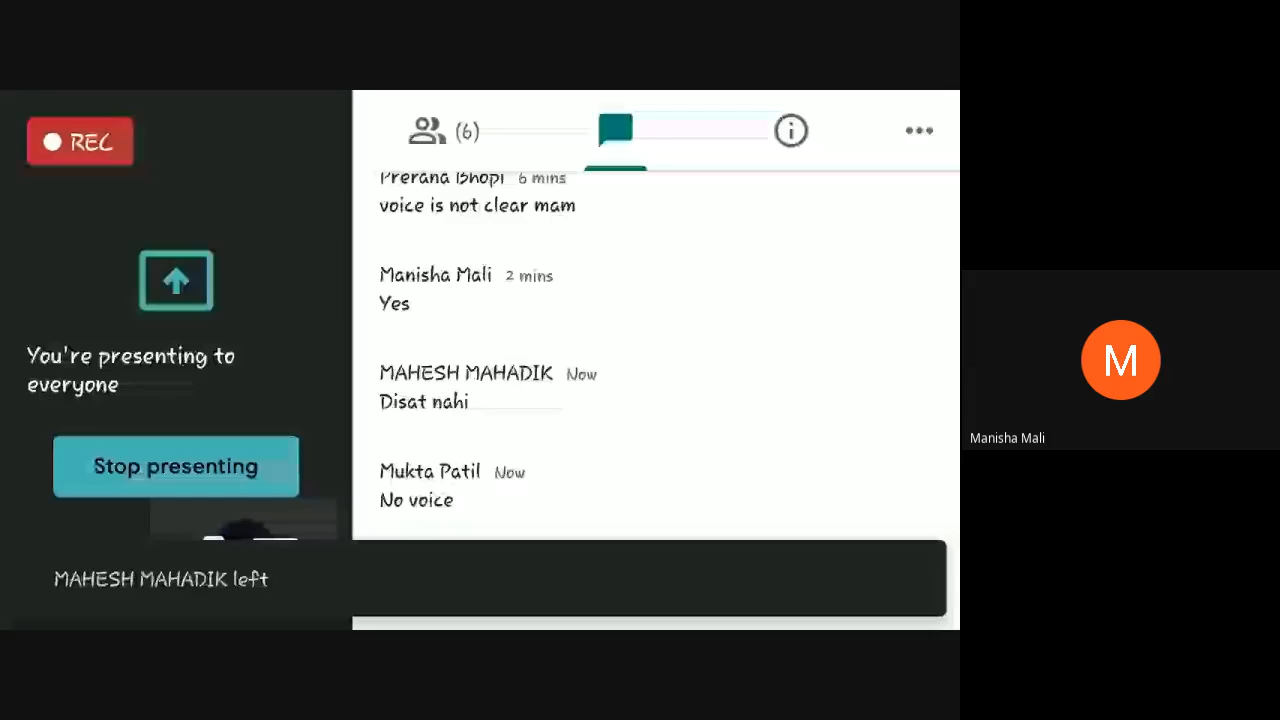 REC
(6)
Prerana Bhopi 6 mins
voice is not clear mam
Manisha Mali 2 mins
Yes
You're presenting to
everyone
MAHESH MAHADIK Now
Disat nahi
Stop presenting
Mukta Patil Now
No voice
MAHESH MAHADIK left
M
Manisha Mali